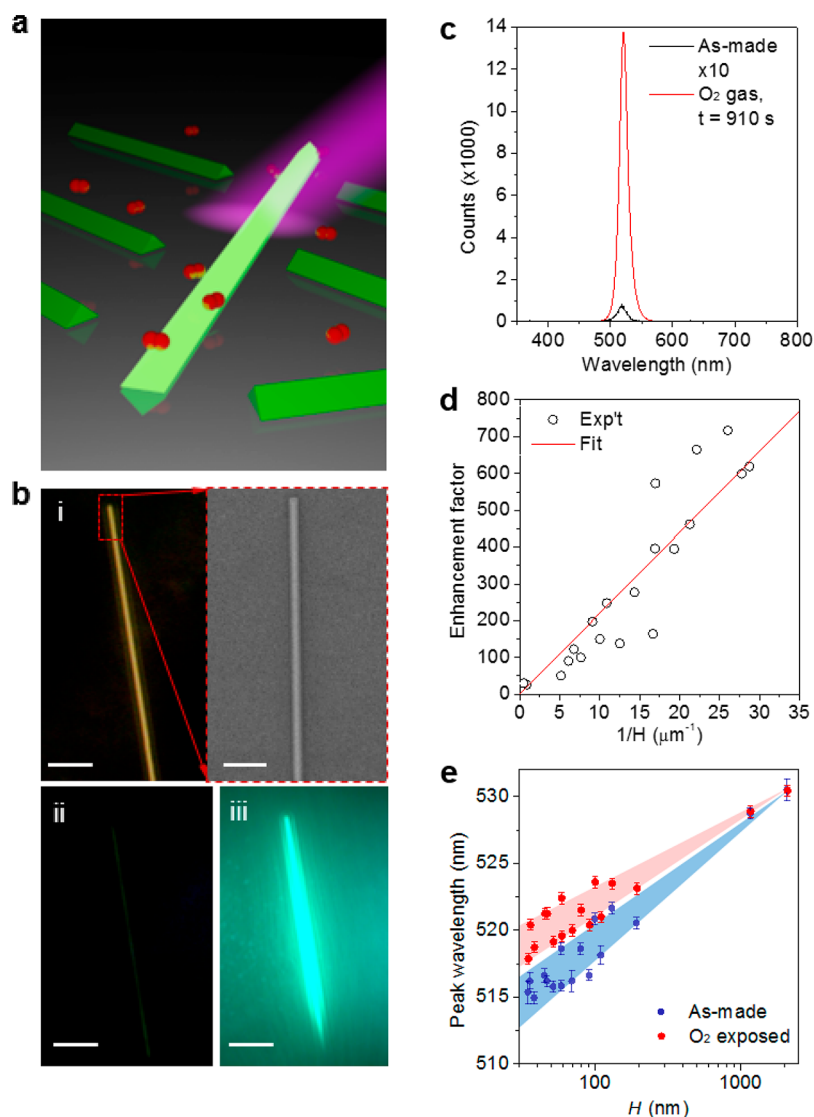 a
b
i
ii
iii
c
14
12
10
8
6
4
2
0
Counts (x1000)
As-made
x10
O₂ gas,
t = 910 s
400 500 600 700 800
Wavelength (nm)
d
800
700
600
500
400
300
200
100
0
Enhancement factor
Exp't
Fit
0 5 10 15 20 25 30 35
1/H (μm⁻¹)
e
530
525
520
515
510
Peak wavelength (nm)
As-made
O₂ exposed
100 1000
H (nm)